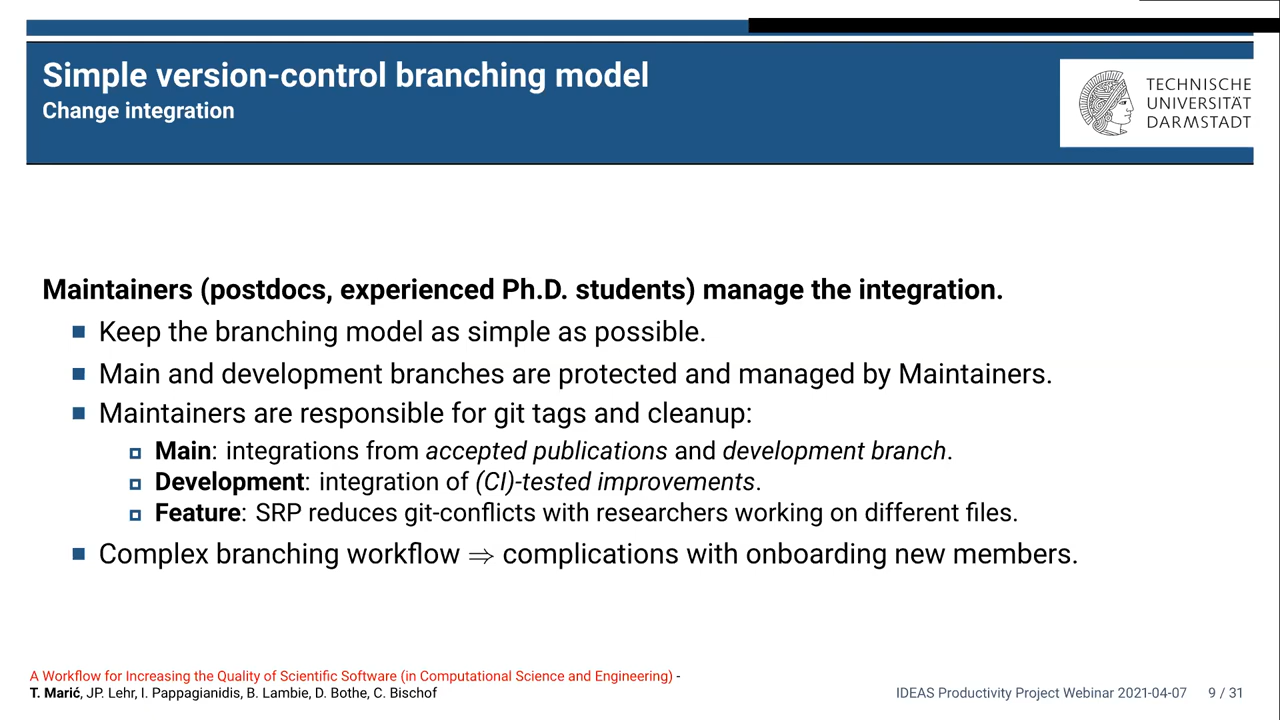 Simple version-control branching model
Change integration
TECHNISCHE
UNIVERSITÄT
DARMSTADT
Maintainers (postdocs, experienced Ph.D. students) manage the integration.
Keep the branching model as simple as possible.
Main and development branches are protected and managed by Maintainers.
Maintainers are responsible for git tags and cleanup:
Main: integrations from accepted publications and development branch.
Development: integration of (CI)-tested improvements.
Feature: SRP reduces git-conflicts with researchers working on different files.
Complex branching workflow ⇒ complications with onboarding new members.
A Workflow for Increasing the Quality of Scientific Software (in Computational Science and Engineering) -
T. Marić, JP. Lehr, I. Pappagianidis, B. Lambie, D. Bothe, C. Bischof
IDEAS Productivity Project Webinar 2021-04-07 9 / 31